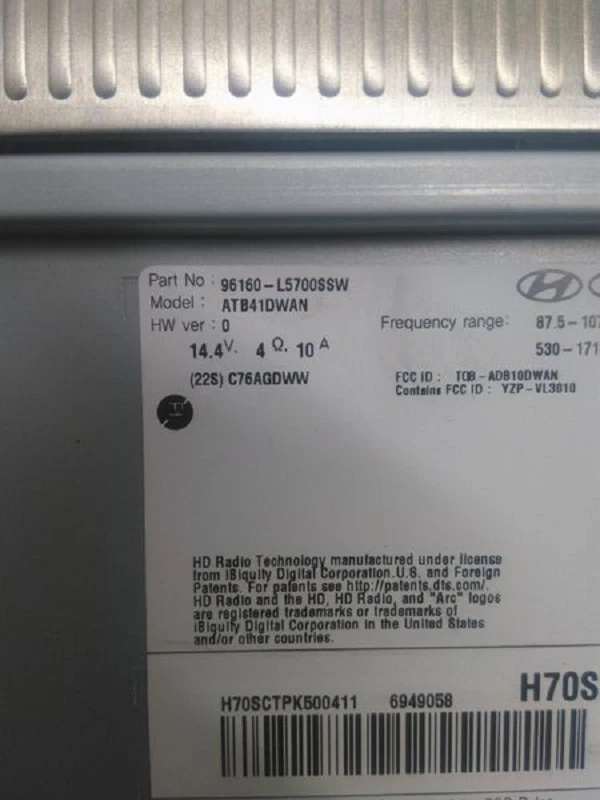 Part No : 96160-L5700SSW
Model : ATB41DWAN
HW ver : 0
14.4V. 4 Ω. 10 A
(22S) C76AGDWW
Frequency range: 87.5-107
530-171
FCC ID : TQ8-ADB10DWAN
Contains FCC ID : YZP-VL3010
HD Radio Technology manufactured under license
from iBiquity Digital Corporation.U.S. and Foreign
Patents. For patents see http://patents.dts.com/.
HD Radio and the HD, HD Radio, and "Arc" logos
are registered trademarks or trademarks of
iBiquity Digital Corporation in the United States
and/or other countries.
H70SCTPK500411 6949058
H70S